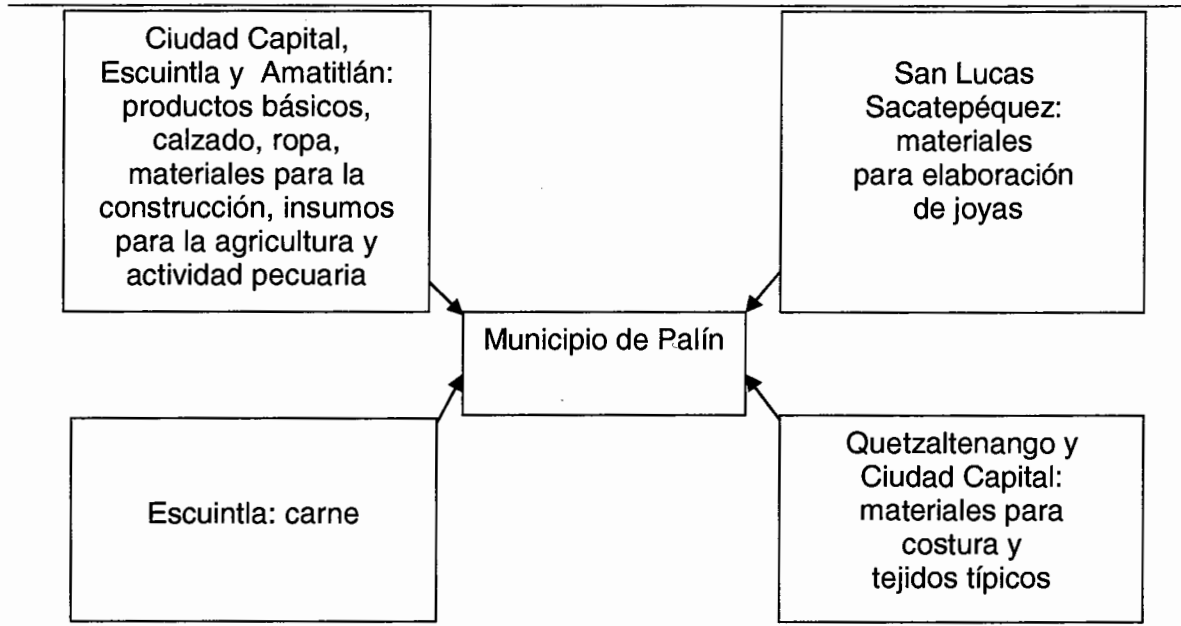 Ciudad Capital,
Escuintla y Amatitlán:
productos básicos,
calzado, ropa,
materiales para la
construcción, insumos
para la agricultura y
actividad pecuaria
San Lucas
Sacatepéquez:
materiales
para elaboración
de joyas
Municipio de Palín
Escuintla: carne
Quetzaltenango y
Ciudad Capital:
materiales para
costura y
tejidos típicos